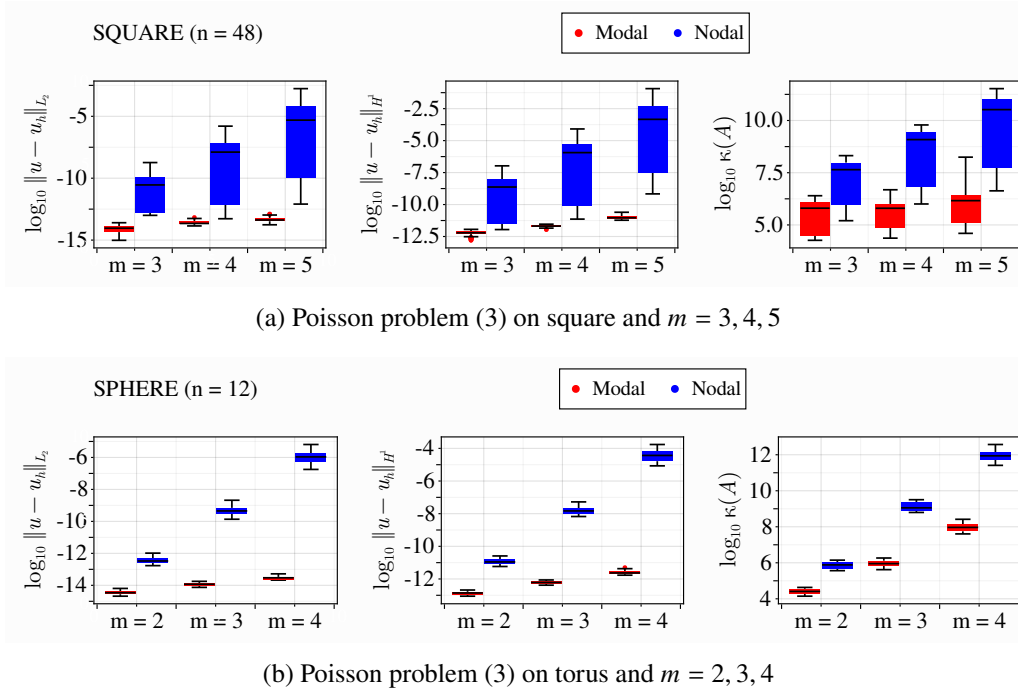 SQUARE (n = 48)
Modal
Nodal
log₁₀ ‖u − u_h‖_{L₂}
-5
-10
-15
m = 3
m = 4
m = 5
log₁₀ ‖u − u_h‖_{H¹}
-2.5
-5.0
-7.5
-10.0
-12.5
m = 3
m = 4
m = 5
log₁₀ κ(A)
10.0
7.5
5.0
m = 3
m = 4
m = 5
(a) Poisson problem (3) on square and m = 3, 4, 5
SPHERE (n = 12)
Modal
Nodal
log₁₀ ‖u − u_h‖_{L₂}
-6
-8
-10
-12
-14
m = 2
m = 3
m = 4
log₁₀ ‖u − u_h‖_{H¹}
-4
-6
-8
-10
-12
m = 2
m = 3
m = 4
log₁₀ κ(A)
12
10
8
6
4
m = 2
m = 3
m = 4
(b) Poisson problem (3) on torus and m = 2, 3, 4